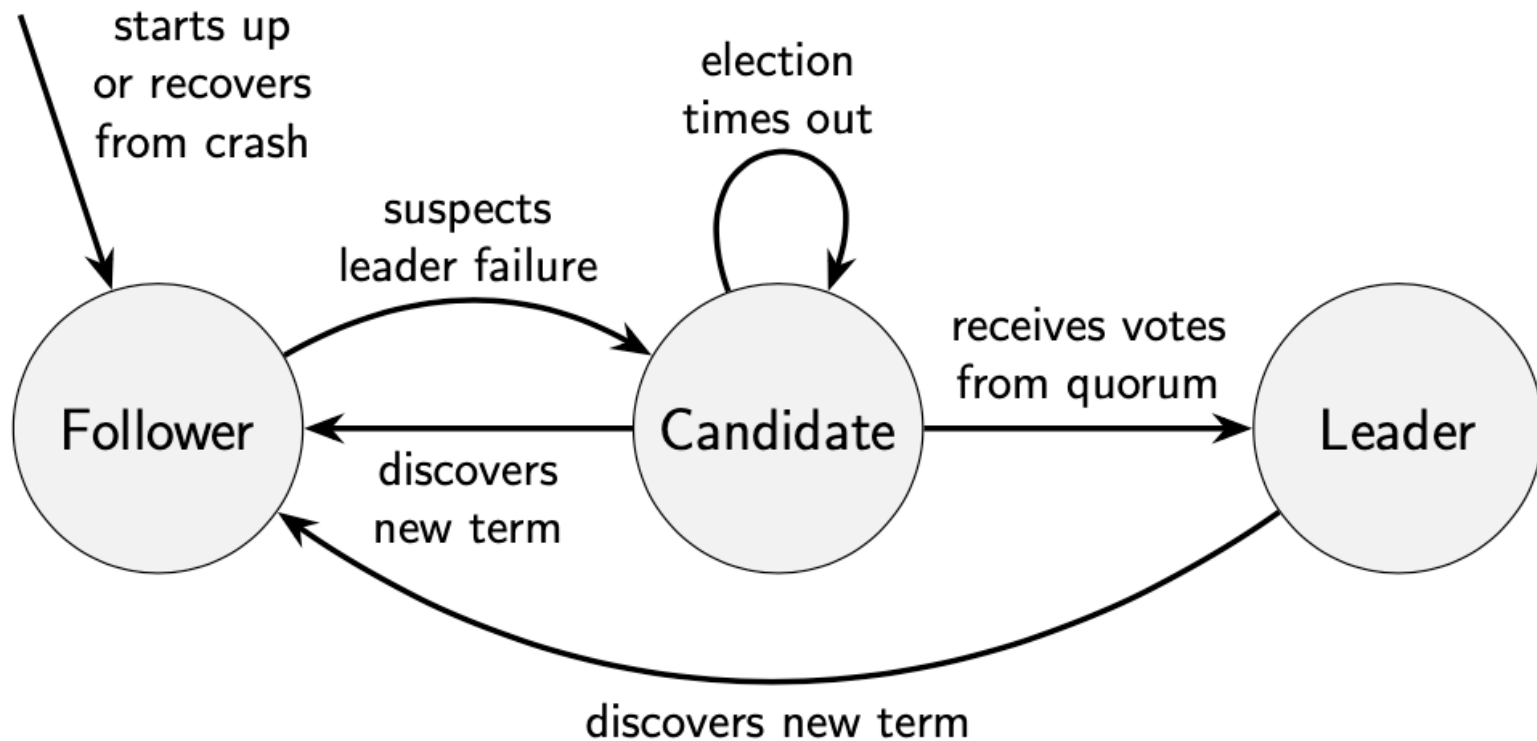 starts up
or recovers
from crash
election
times out
suspects
leader failure
receives votes
from quorum
Follower
Candidate
Leader
discovers
new term
discovers new term